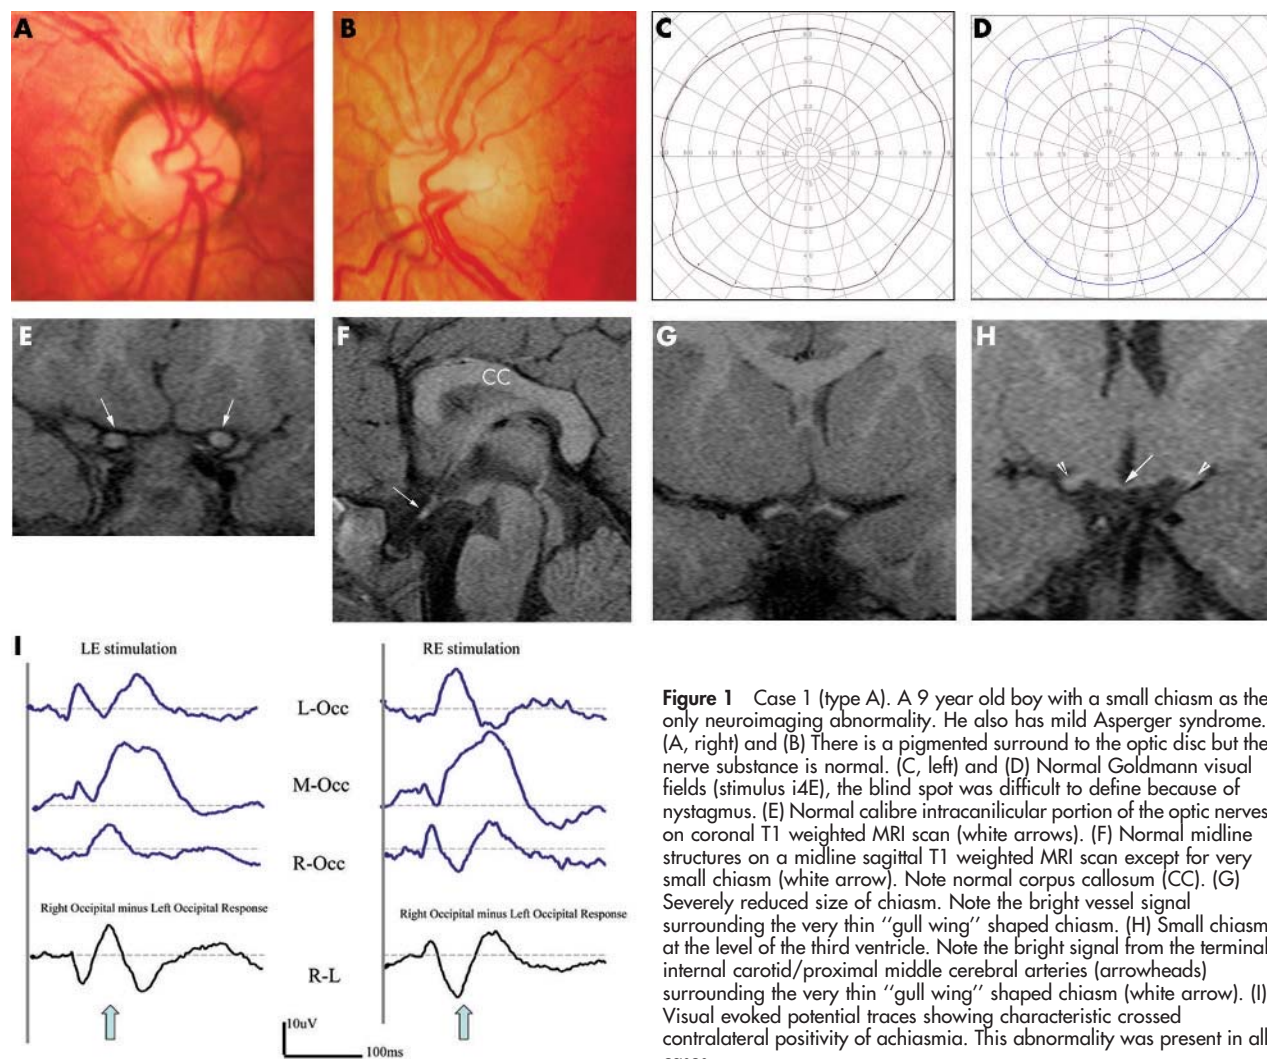 A
B
C
D
E
F
CC
G
H
I
LE stimulation
RE stimulation
L-Occ
M-Occ
R-Occ
Right Occipital minus Left Occipital Response
Right Occipital minus Left Occipital Response
R-L
10uV
100ms
Figure 1 Case 1 (type A). A 9 year old boy with a small chiasm as the
only neuroimaging abnormality. He also has mild Asperger syndrome.
(A, right) and (B) There is a pigmented surround to the optic disc but the
nerve substance is normal. (C, left) and (D) Normal Goldmann visual
fields (stimulus i4E), the blind spot was difficult to define because of
nystagmus. (E) Normal calibre intracanilicular portion of the optic nerves
on coronal T1 weighted MRI scan (white arrows). (F) Normal midline
structures on a midline sagittal T1 weighted MRI scan except for very
small chiasm (white arrow). Note normal corpus callosum (CC). (G)
Severely reduced size of chiasm. Note the bright vessel signal
surrounding the very thin ‘‘gull wing’’ shaped chiasm. (H) Small chiasm
at the level of the third ventricle. Note the bright signal from the terminal
internal carotid/proximal middle cerebral arteries (arrowheads)
surrounding the very thin ‘‘gull wing’’ shaped chiasm (white arrow). (I)
Visual evoked potential traces showing characteristic crossed
contralateral positivity of achiasmia. This abnormality was present in all